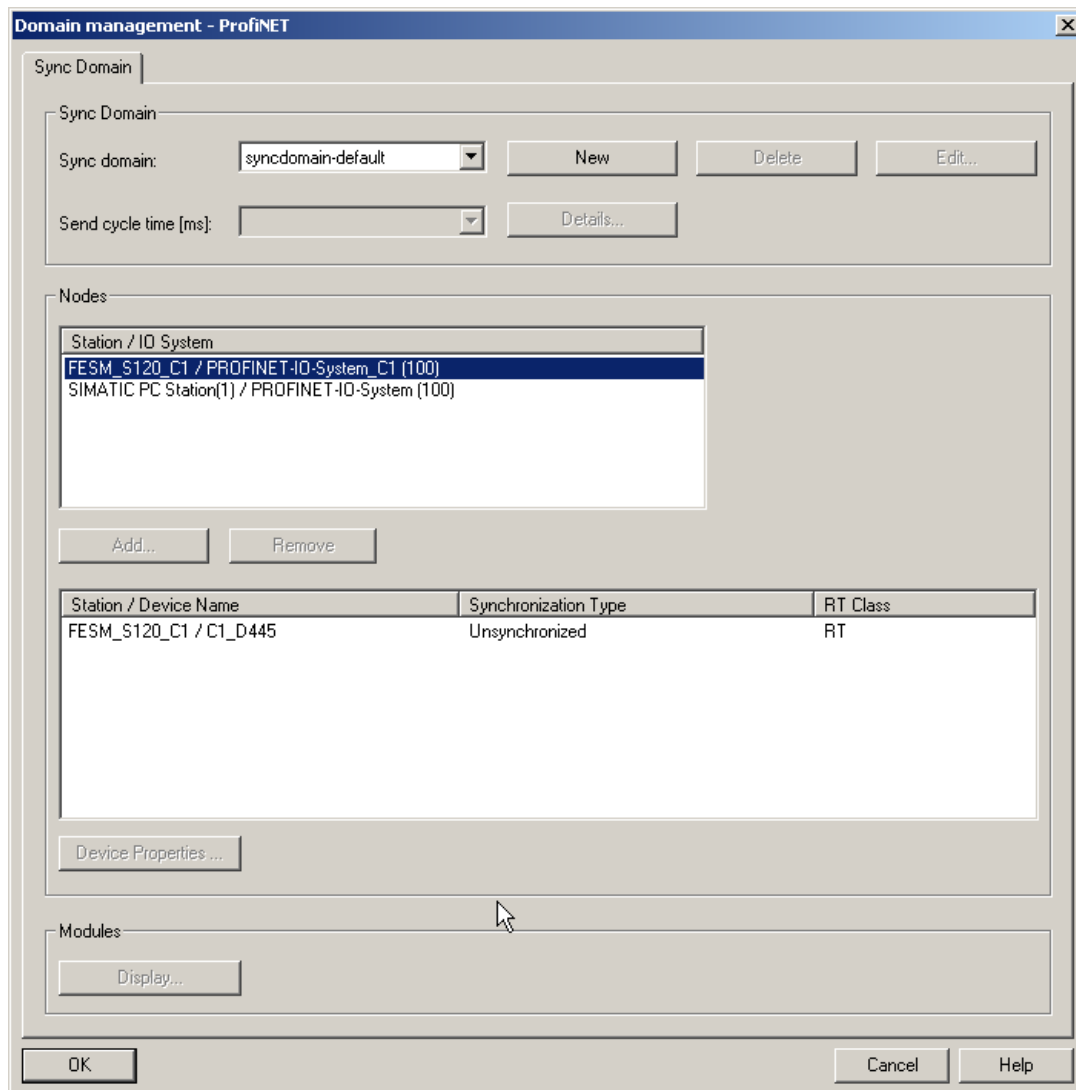 Domain management - ProfiNET
Sync Domain
Sync Domain
Sync domain: syncdomain-default New Delete Edit...
Send cycle time [ms]: Details...
Nodes
Station / IO System
FESM_S120_C1 / PROFINET-IO-System_C1 (100)
SIMATIC PC Station(1) / PROFINET-IO-System (100)
Add... Remove
Station / Device Name Synchronization Type RT Class
FESM_S120_C1 / C1_D445 Unsynchronized RT
Device Properties ...
Modules
Display...
OK Cancel Help